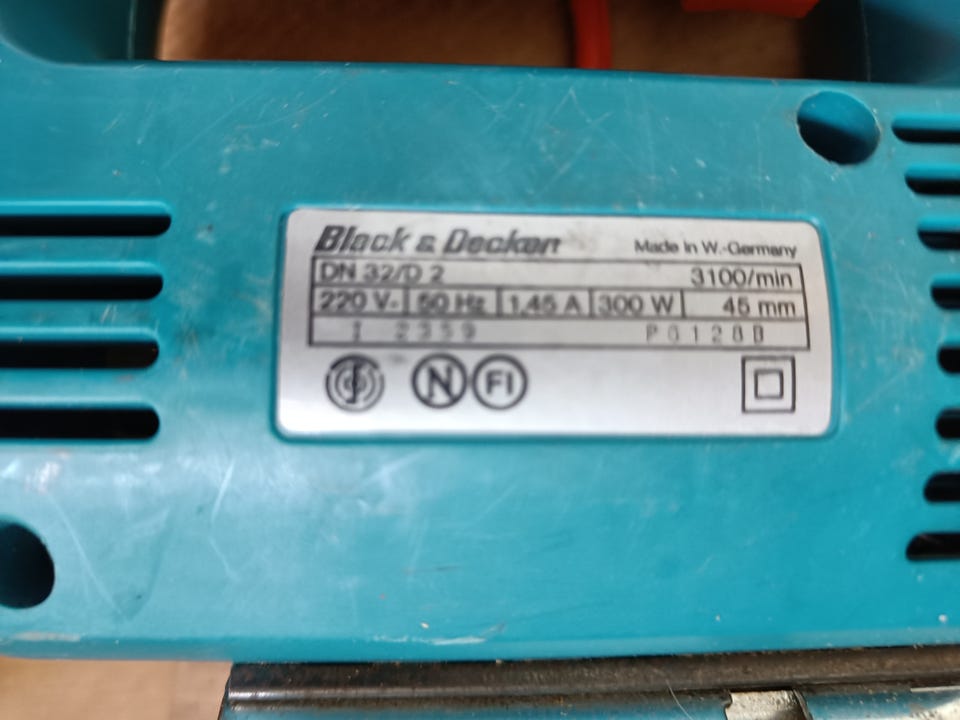 Black & Decker Made in W.-Germany
DN 32/D 2 3100/min
220 V~ 50 Hz 1,45 A 300 W 45 mm
N FI